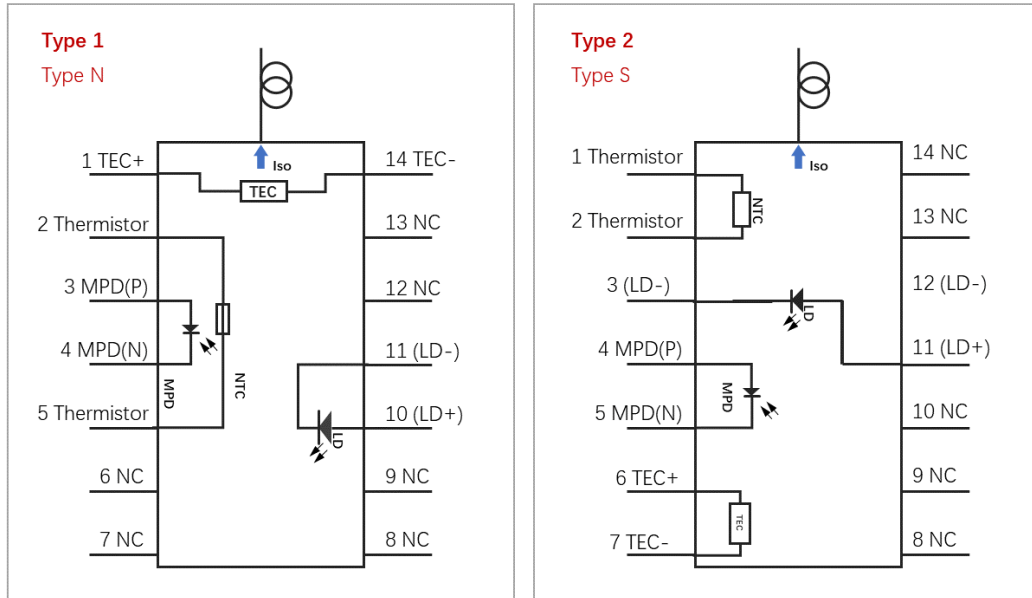 Type 1
Type N
Iso
1 TEC+
14 TEC-
TEC
2 Thermistor
13 NC
3 MPD(P)
12 NC
4 MPD(N)
11 (LD-)
MPD
NTC
5 Thermistor
10 (LD+)
LD
6 NC
9 NC
7 NC
8 NC
Type 2
Type S
Iso
1 Thermistor
14 NC
NTC
2 Thermistor
13 NC
3 (LD-)
12 (LD-)
LD
4 MPD(P)
11 (LD+)
MPD
5 MPD(N)
10 NC
6 TEC+
9 NC
TEC
7 TEC-
8 NC